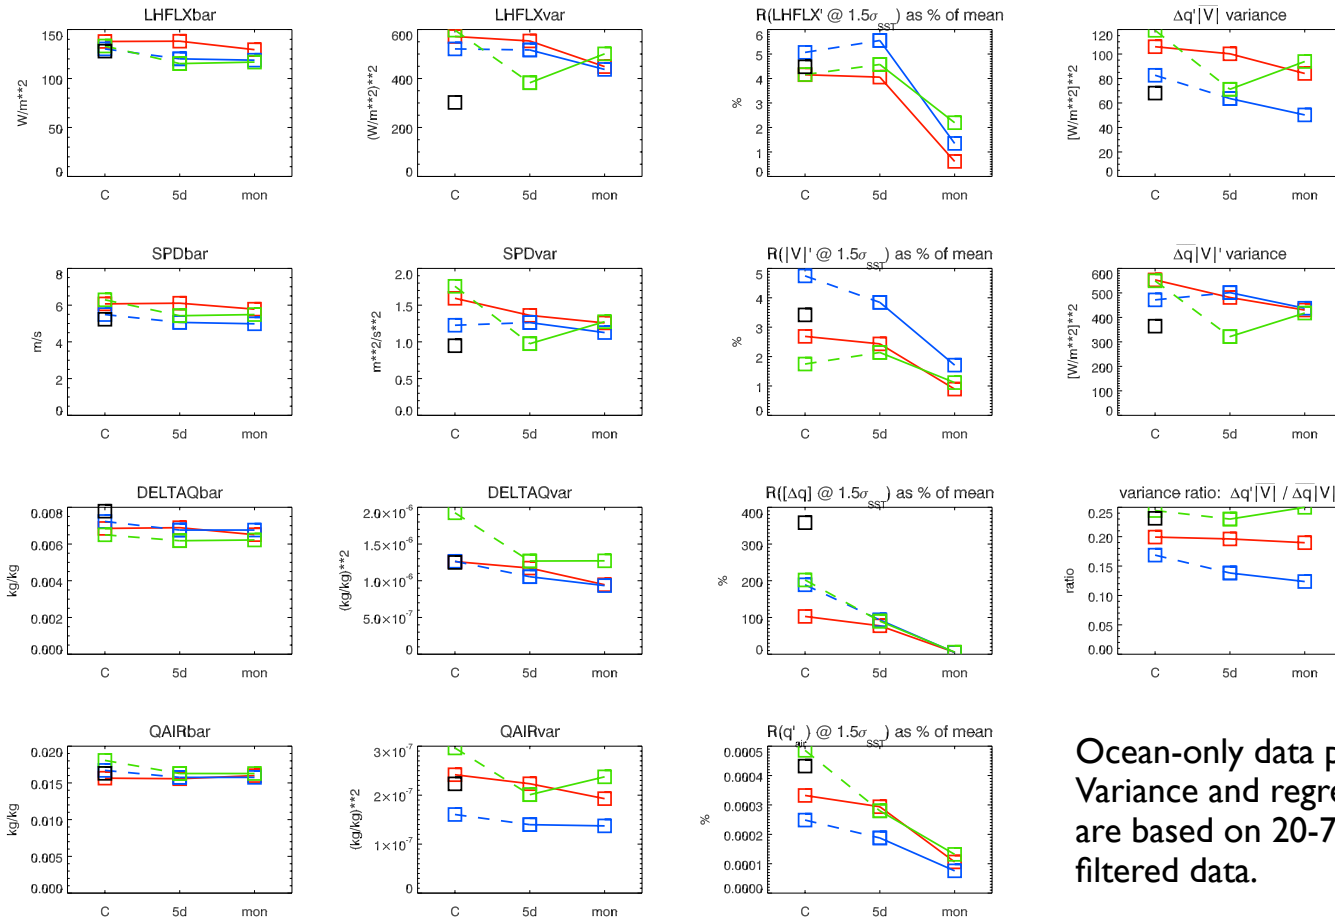 LHFLXbar
150
100
50
0
W/m**2
C 5d mon
LHFLXvar
600
400
200
0
(W/m**2)**2
C 5d mon
R(LHFLX' @ 1.5σSST) as % of mean
6
5
4
3
2
1
0
%
C 5d mon
Δq'|V| variance
120
100
80
60
40
20
0
[W/m**2]**2
C 5d mon
SPDbar
8
6
4
2
0
m/s
C 5d mon
SPDvar
2.0
1.5
1.0
0.5
0.0
m**2/s**2
C 5d mon
R(|V|' @ 1.5σSST) as % of mean
5
4
3
2
1
0
%
C 5d mon
Δq|V|' variance
600
500
400
300
200
100
0
[W/m**2]**2
C 5d mon
DELTAQbar
0.008
0.006
0.004
0.002
0.000
kg/kg
C 5d mon
DELTAQvar
2.0×10⁻⁶
1.5×10⁻⁶
1.0×10⁻⁶
5.0×10⁻⁷
0
(kg/kg)**2
C 5d mon
R([Δq] @ 1.5σSST) as % of mean
400
300
200
100
0
%
C 5d mon
variance ratio: Δq'|V| / Δq|V|
0.25
0.20
0.15
0.10
0.05
0.00
ratio
C 5d mon
QAIRbar
0.020
0.015
0.010
0.005
0.000
kg/kg
C 5d mon
QAIRvar
3×10⁻⁷
2×10⁻⁷
1×10⁻⁷
0
(kg/kg)**2
C 5d mon
R(q'air) @ 1.5σSST) as % of mean
0.0005
0.0004
0.0003
0.0002
0.0001
0.0000
%
C 5d mon
Ocean-only data p
Variance and regre
are based on 20-7
filtered data.